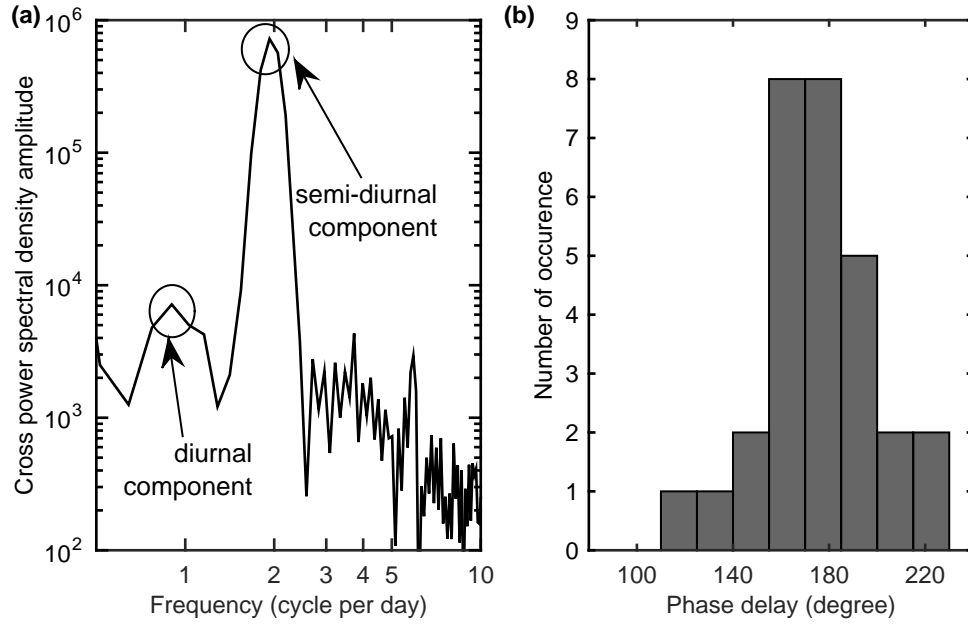 (a)
10^6
10^5
10^4
10^3
10^2
Cross power spectral density amplitude
semi-diurnal
component
diurnal
component
1
2
3
4
5
10
Frequency (cycle per day)
(b)
9
8
7
6
5
4
3
2
1
0
Number of occurence
100
140
180
220
Phase delay (degree)